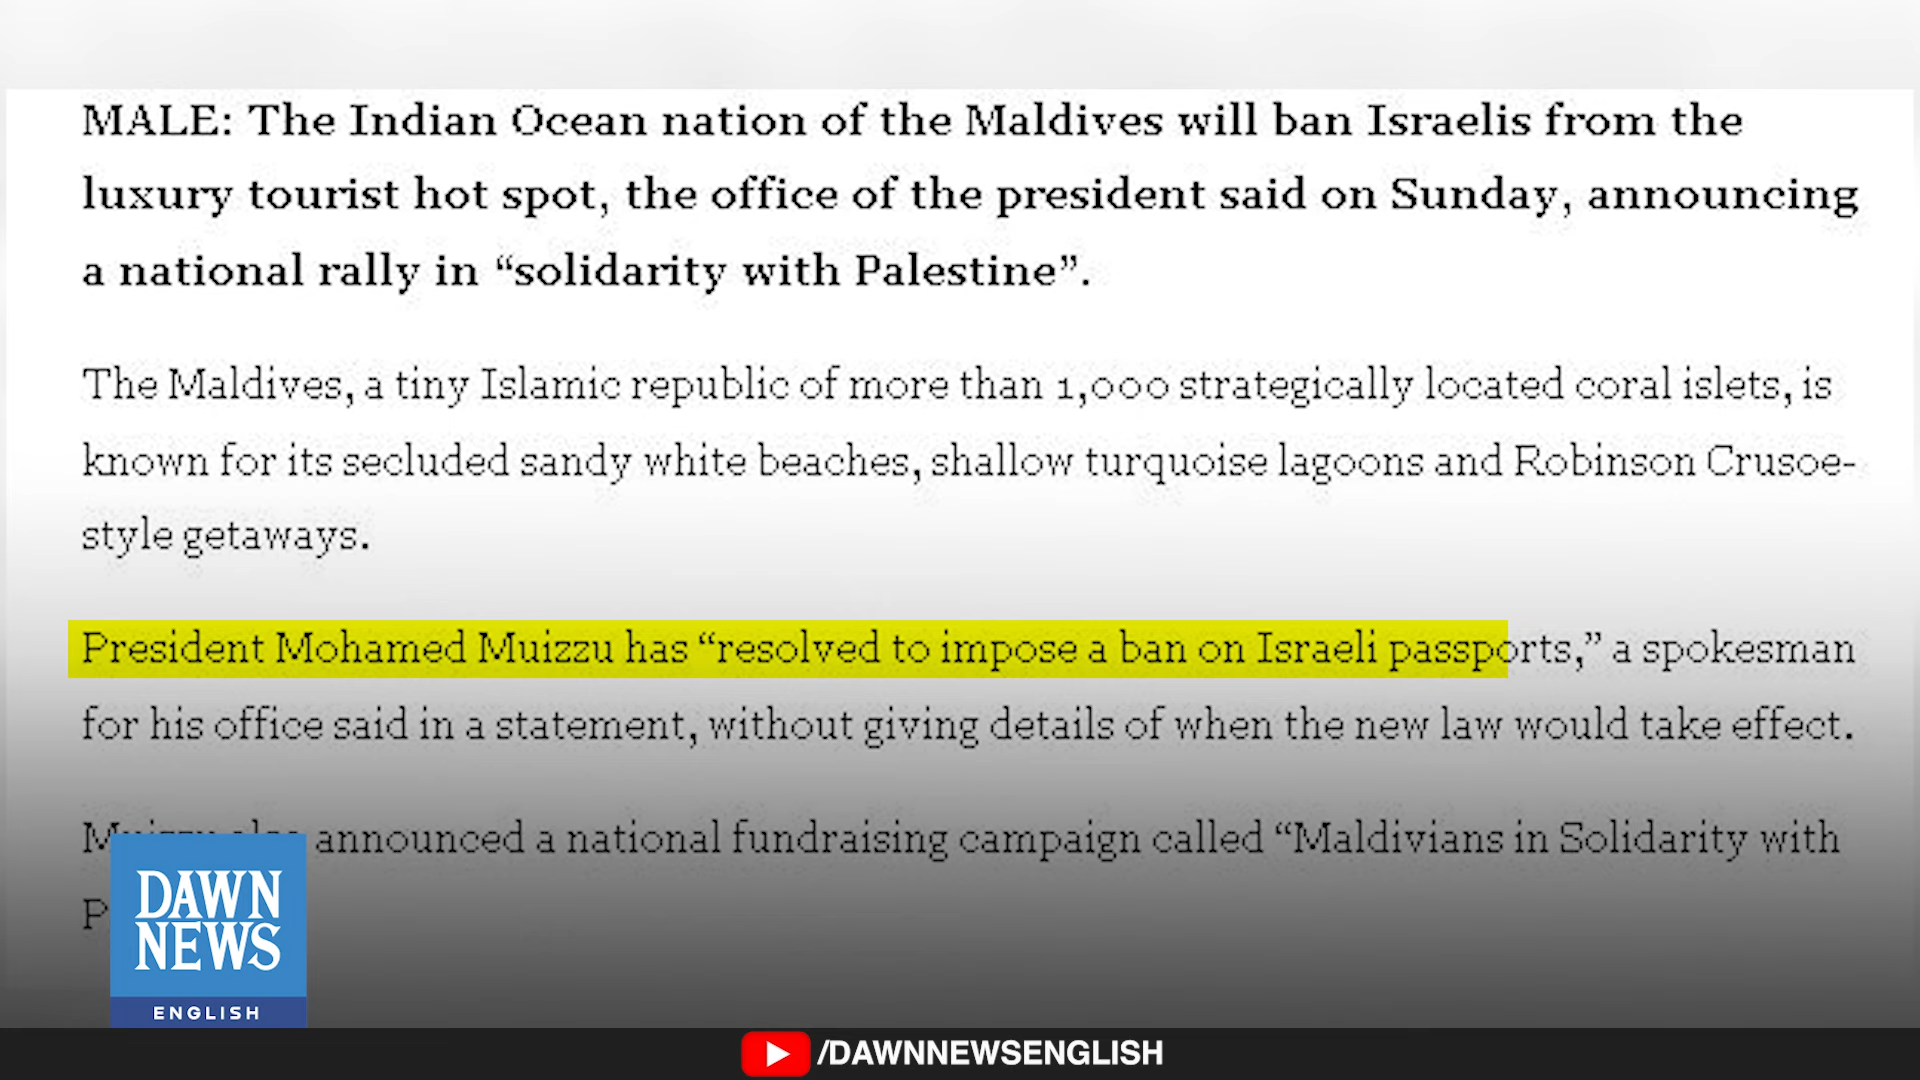 MALE: The Indian Ocean nation of the Maldives will ban Israelis from the
luxury tourist hot spot, the office of the president said on Sunday, announcing
a national rally in “solidarity with Palestine”.
The Maldives, a tiny Islamic republic of more than 1,000 strategically located coral islets, is
known for its secluded sandy white beaches, shallow turquoise lagoons and Robinson Crusoe-
style getaways.
President Mohamed Muizzu has “resolved to impose a ban on Israeli passports,” a spokesman
for his office said in a statement, without giving details of when the new law would take effect.
Muizzu also announced a national fundraising campaign called “Maldivians in Solidarity with
DAWN
NEWS
ENGLISH
/DAWNNEWSENGLISH